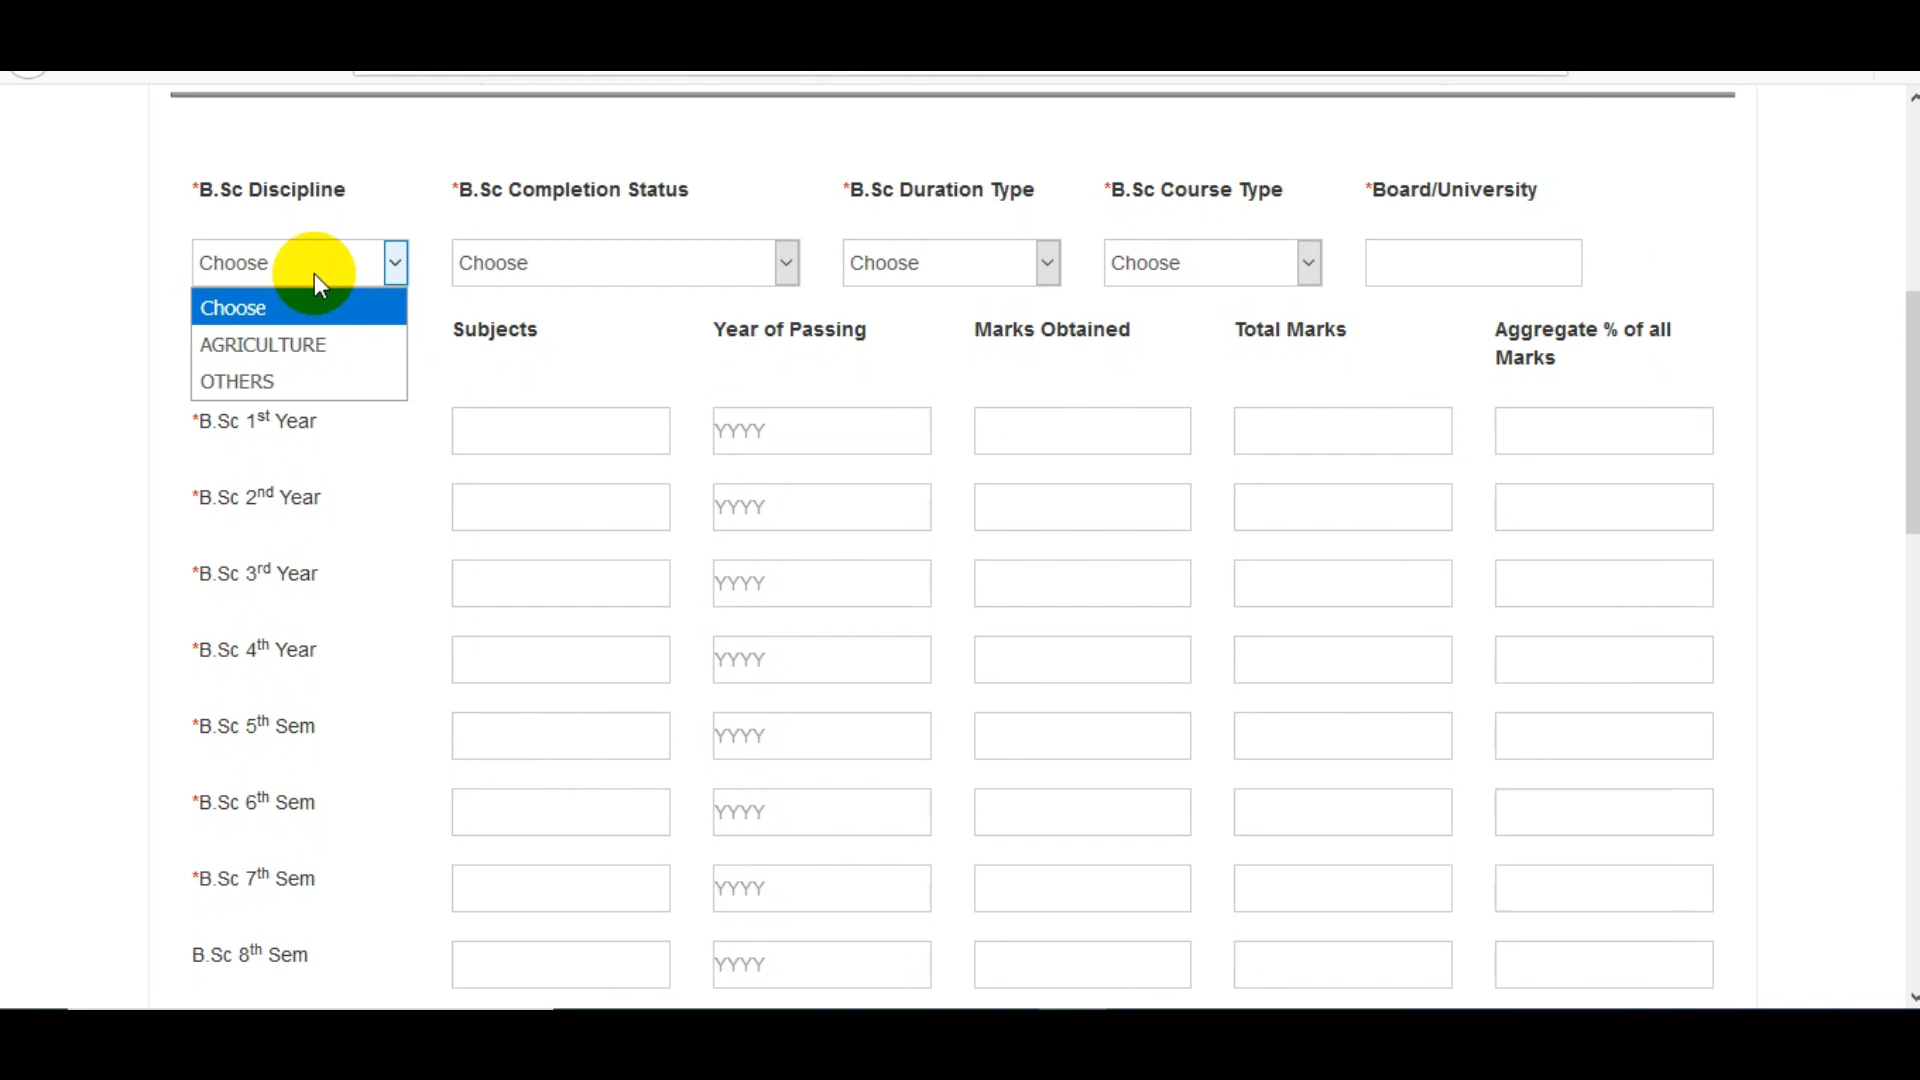 *B.Sc Discipline *B.Sc Completion Status *B.Sc Duration Type *B.Sc Course Type *Board/University
Choose Choose Choose Choose
Choose
AGRICULTURE
OTHERS
Subjects Year of Passing Marks Obtained Total Marks Aggregate % of all
Marks
*B.Sc 1st Year YYYY
*B.Sc 2nd Year YYYY
*B.Sc 3rd Year YYYY
*B.Sc 4th Year YYYY
*B.Sc 5th Sem YYYY
*B.Sc 6th Sem YYYY
*B.Sc 7th Sem YYYY
B.Sc 8th Sem YYYY